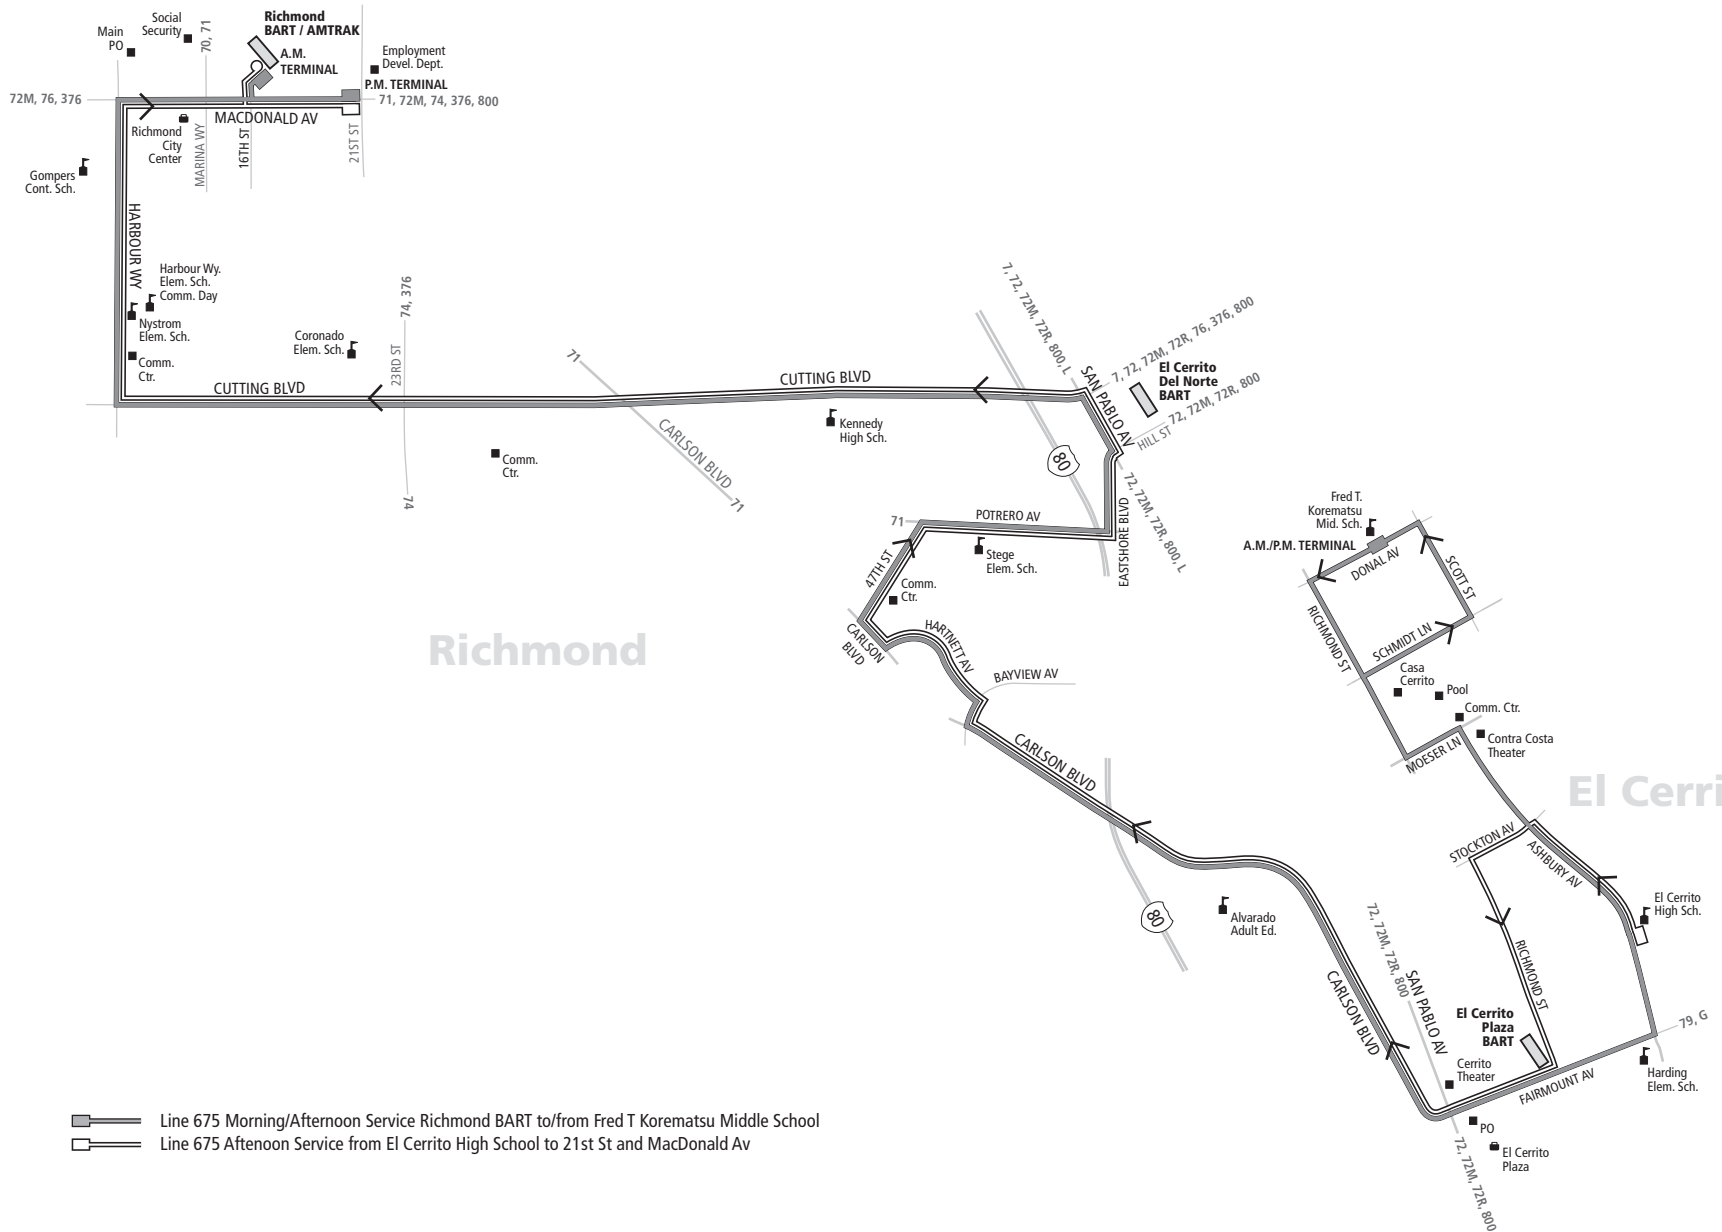 Social
Security
Main
PO
70, 71
Richmond
BART / AMTRAK
A.M.
TERMINAL
Employment
Devel. Dept.
P.M. TERMINAL
72M, 76, 376
71, 72M, 74, 376, 800
MACDONALD AV
Richmond
City
Center
MARINA WY
16TH ST
21ST ST
Gompers
Cont. Sch.
HARBOUR WY
Harbour Wy.
Elem. Sch.
Comm. Day
Nystrom
Elem. Sch.
Comm.
Ctr.
Coronado
Elem. Sch.
74, 376
23RD ST
CUTTING BLVD
74
Comm.
Ctr.
71
CARLSON BLVD
71
CUTTING BLVD
Kennedy
High Sch.
7, 72, 72M, 72R, 800, L
7, 72, 72M, 72R, 76, 376, 800
SAN PABLO AV
El Cerrito
Del Norte
BART
72, 72M, 72R, 800
HILL ST
80
72, 72M, 72R, 800, L
EASTSHORE BLVD
71
POTRERO AV
Stege
Elem. Sch.
47TH ST
Comm.
Ctr.
HARTNETT AV
CARLSON
BLVD
BAYVIEW AV
Richmond
Fred T.
Korematsu
Mid. Sch.
A.M./P.M. TERMINAL
DONAL AV
SCOTT ST
RICHMOND ST
SCHMIDT LN
Casa
Cerrito
Pool
Comm. Ctr.
Contra Costa
Theater
MOESER LN
El Cerri
CARLSON BLVD
80
STOCKTON AV
ASHBURY AV
El Cerrito
High Sch.
Alvarado
Adult Ed.
72, 72M, 72R, 800
SAN PABLO AV
RICHMOND ST
CARLSON BLVD
El Cerrito
Plaza
BART
79, G
Harding
Elem. Sch.
Cerrito
Theater
FAIRMOUNT AV
PO
El Cerrito
Plaza
72, 72M, 72R, 800
Line 675 Morning/Afternoon Service Richmond BART to/from Fred T Korematsu Middle School
Line 675 Aftenoon Service from El Cerrito High School to 21st St and MacDonald Av